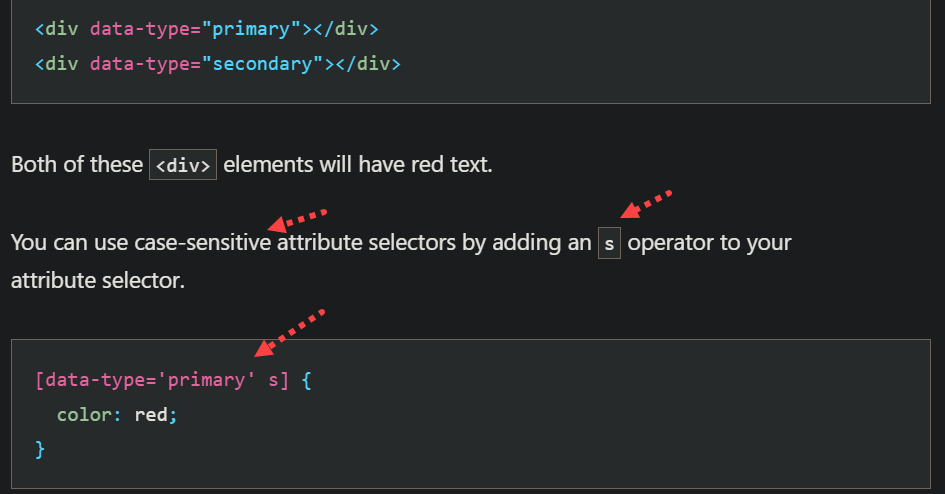 <div data-type="primary"></div>
<div data-type="secondary"></div>
Both of these <div> elements will have red text.
You can use case-sensitive attribute selectors by adding an s operator to your
attribute selector.
[data-type='primary' s] {
  color: red;
}